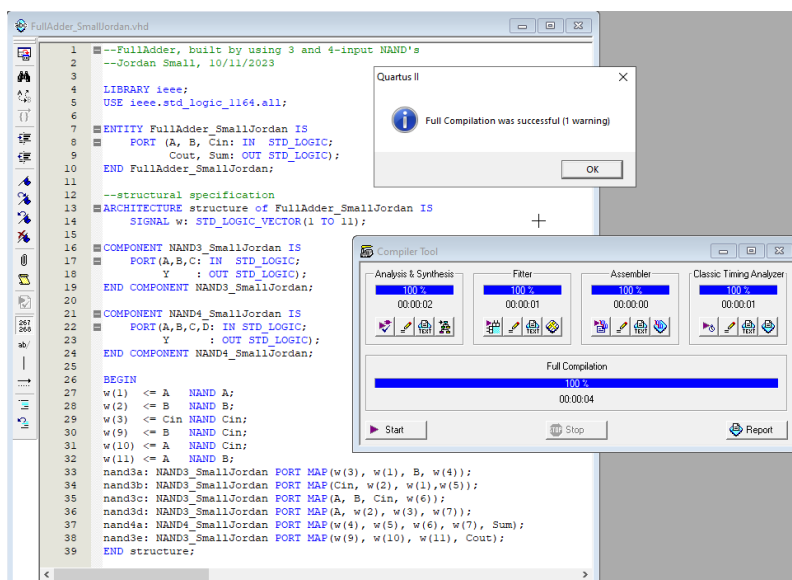 FullAdder_SmallJordan.vhd
1 --FullAdder, built by using 3 and 4-input NAND's
2 --Jordan Small, 10/11/2023
3
4 LIBRARY ieee;
5 USE ieee.std_logic_1164.all;
6
7 ENTITY FullAdder_SmallJordan IS
8 PORT (A, B, Cin: IN STD_LOGIC;
9 Cout, Sum: OUT STD_LOGIC);
10 END FullAdder_SmallJordan;
11
12 --structural specification
13 ARCHITECTURE structure of FullAdder_SmallJordan IS
14 SIGNAL w: STD_LOGIC_VECTOR(1 TO 11);
15
16 COMPONENT NAND3_SmallJordan IS
17 PORT(A,B,C: IN STD_LOGIC;
18 Y : OUT STD_LOGIC);
19 END COMPONENT NAND3_SmallJordan;
20
21 COMPONENT NAND4_SmallJordan IS
22 PORT(A,B,C,D: IN STD_LOGIC;
23 Y : OUT STD_LOGIC);
24 END COMPONENT NAND4_SmallJordan;
25
26 BEGIN
27 w(1) <= A NAND A;
28 w(2) <= B NAND B;
29 w(3) <= Cin NAND Cin;
30 w(9) <= B NAND Cin;
31 w(10) <= A NAND Cin;
32 w(11) <= A NAND B;
33 nand3a: NAND3_SmallJordan PORT MAP(w(3), w(1), B, w(4));
34 nand3b: NAND3_SmallJordan PORT MAP(Cin, w(2), w(1),w(5));
35 nand3c: NAND3_SmallJordan PORT MAP(A, B, Cin, w(6));
36 nand3d: NAND3_SmallJordan PORT MAP(A, w(2), w(3), w(7));
37 nand4a: NAND4_SmallJordan PORT MAP(w(4), w(5), w(6), w(7), Sum);
38 nand3e: NAND3_SmallJordan PORT MAP(w(9), w(10), w(11), Cout);
39 END structure;
267
268
ab/
Quartus II
Full Compilation was successful (1 warning)
OK
Compiler Tool
Analysis & Synthesis
100 %
00:00:02
TEXT
Fitter
100 %
00:00:01
TEXT
Assembler
100 %
00:00:00
TEXT
Classic Timing Analyzer
100 %
00:00:01
TEXT
Full Compilation
100 %
00:00:04
Start
STOP Stop
Report